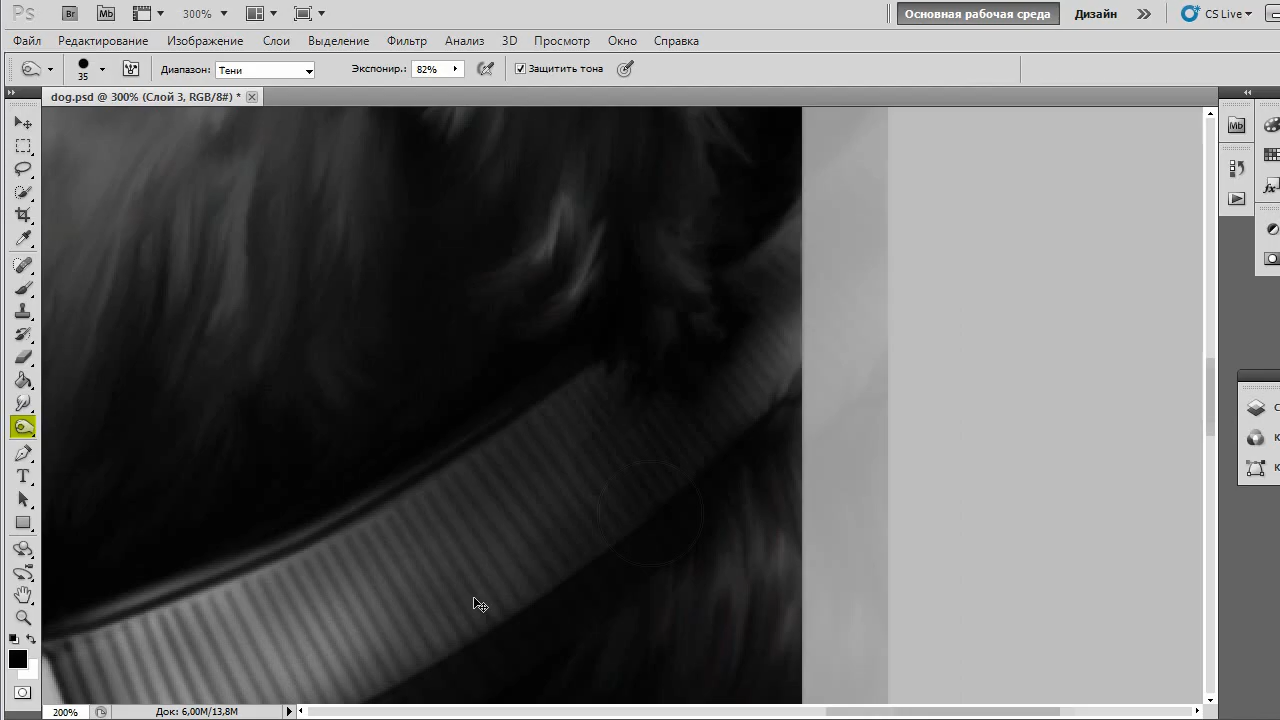 Ps Br Mb 300% Основная рабочая среда Дизайн CS Live
Файл Редактирование Изображение Слои Выделение Фильтр Анализ 3D Просмотр Окно Справка
35 Диапазон: Тени Экспонир.: 82% Защитить тона
dog.psd @ 300% (Слой 3, RGB/8#) *
Mb
fx
T
С
К
К
200% Док: 6,00M/13,8M